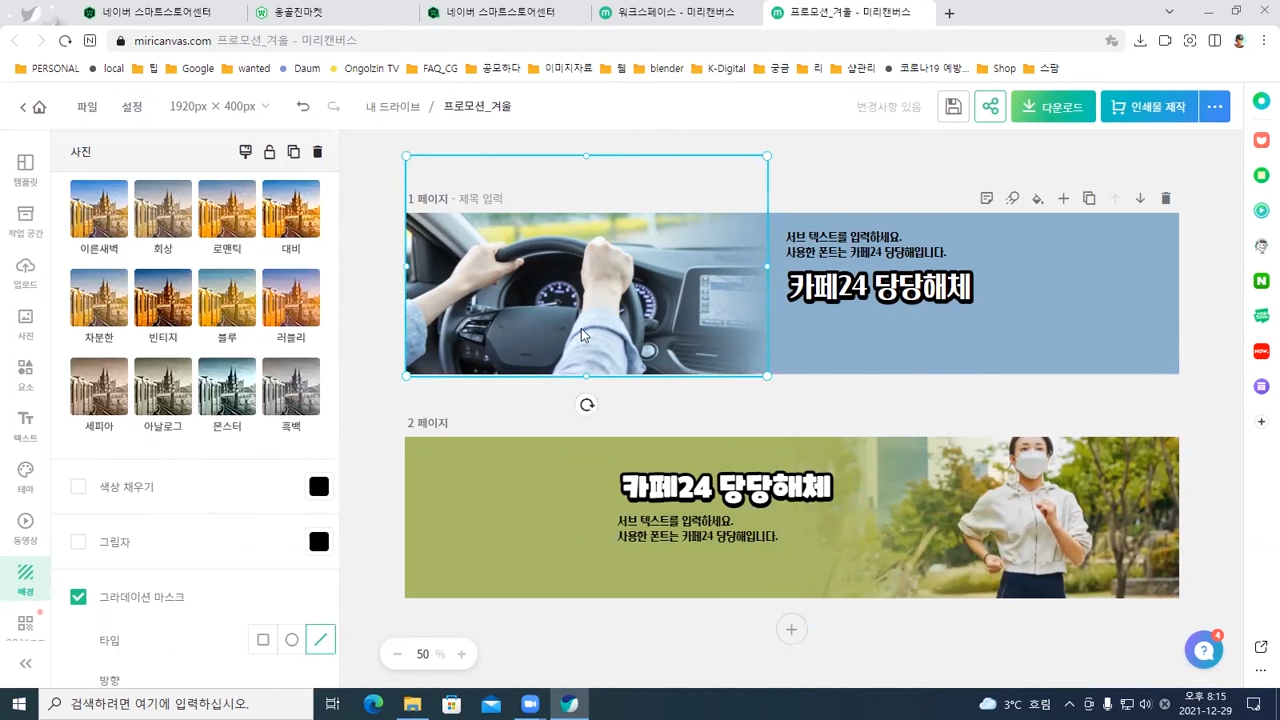 네이버 스마트스토어센터
옹골진마켓
네이버 스마트스토어센터
워크스페이스 - 미리캔버스
프로모션_겨울 - 미리캔버스
miricanvas.com 프로모션_겨울 - 미리캔버스
PERSONAL
local
팁
Google
wanted
Daum
Ongolzin TV
FAQ_CG
공모하다
이미지자료
웹
blender
K-Digital
궁금
리
샵관리
코로나19 예방...
Shop
스팜
파일
설정
1920px × 400px
내 드라이브 / 프로모션_겨울
변경사항 있음
다운로드
인쇄물 제작
템플릿
작업 공간
업로드
사진
요소
텍스트
테마
동영상
배경
사진
이른새벽
회상
로맨틱
대비
차분한
빈티지
블루
러블리
세피아
아날로그
몬스터
흑백
색상 채우기
그림자
그라데이션 마스크
타입
방향
1 페이지 - 제목 입력
서브 텍스트를 입력하세요.
사용한 폰트는 카페24 당당해입니다.
카페24 당당해체
2 페이지
카페24 당당해체
서브 텍스트를 입력하세요.
사용한 폰트는 카페24 당당해입니다.
50 %
4
검색하려면 여기에 입력하십시오.
3°C 흐림
오후 8:15
2021-12-29